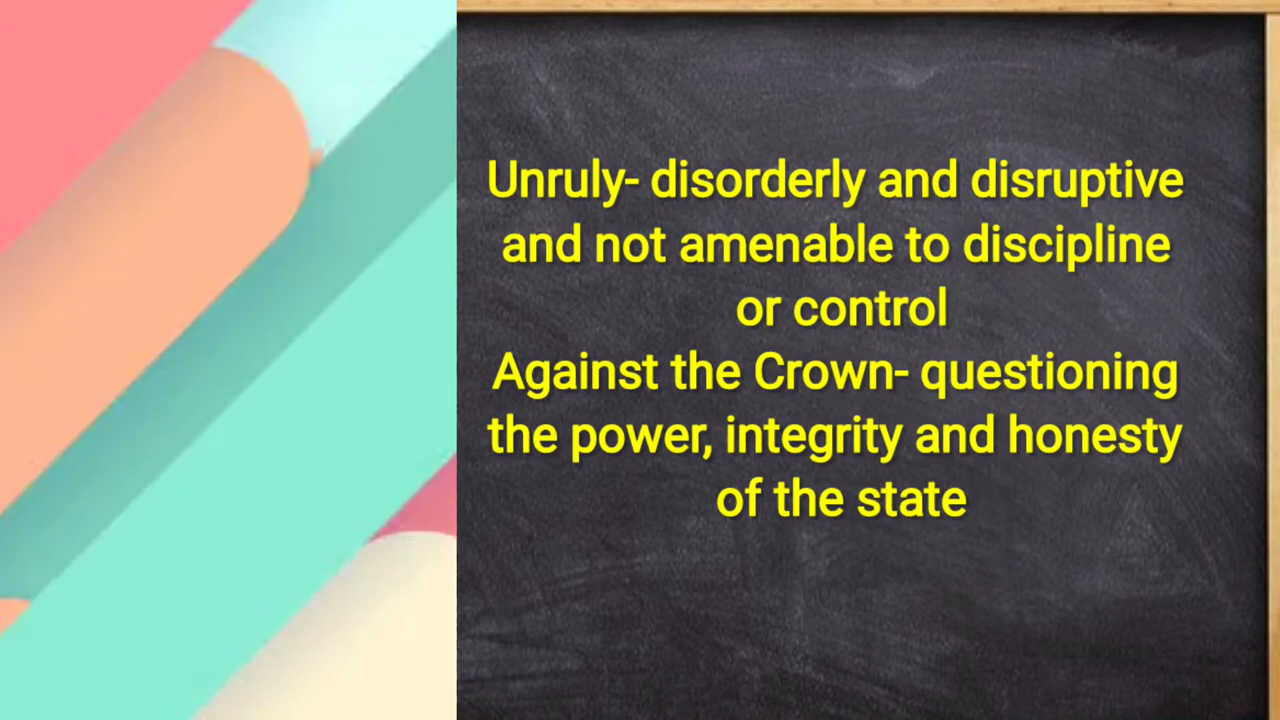 Unruly- disorderly and disruptive
and not amenable to discipline
or control
Against the Crown- questioning
the power, integrity and honesty
of the state